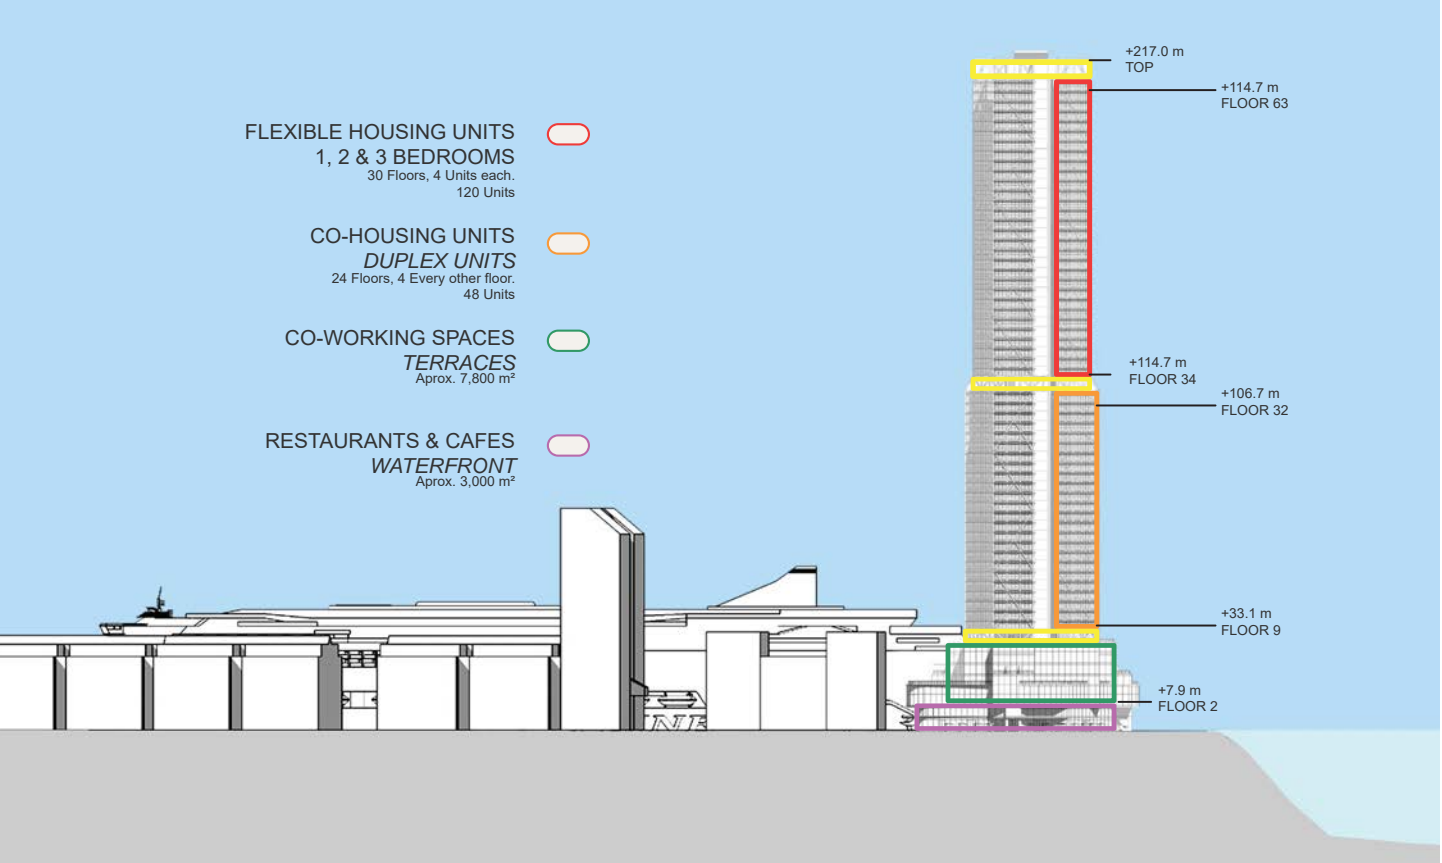 FLEXIBLE HOUSING UNITS
1, 2 & 3 BEDROOMS
30 Floors, 4 Units each.
120 Units
CO-HOUSING UNITS
DUPLEX UNITS
24 Floors, 4 Every other floor.
48 Units
CO-WORKING SPACES
TERRACES
Aprox. 7,800 m²
RESTAURANTS & CAFES
WATERFRONT
Aprox. 3,000 m²
+217.0 m
TOP
+114.7 m
FLOOR 63
+114.7 m
FLOOR 34
+106.7 m
FLOOR 32
+33.1 m
FLOOR 9
+7.9 m
FLOOR 2